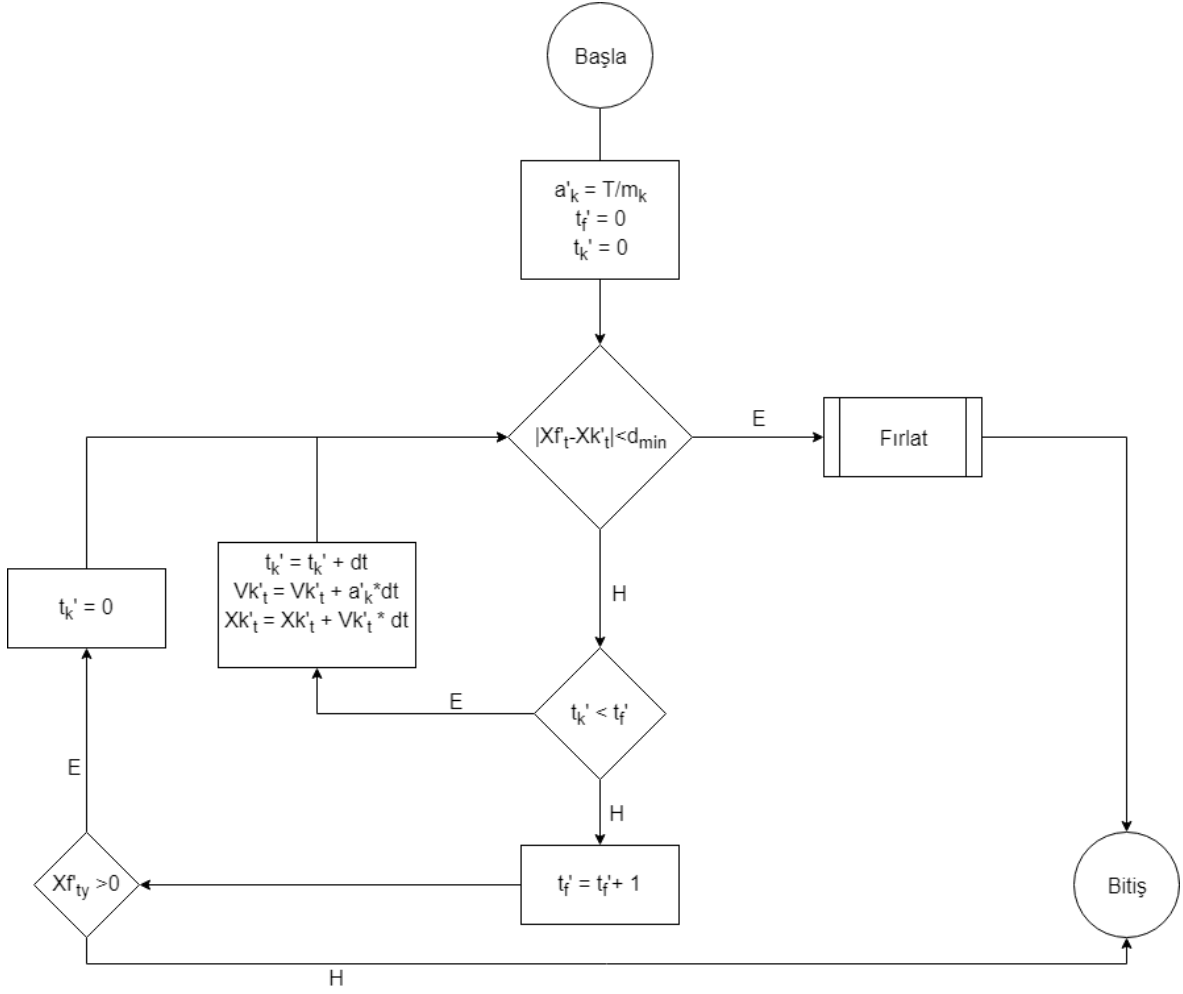 Başla
a'k = T/mk
tf' = 0
tk' = 0
|Xf't-Xk't|<dmin
E
Fırlat
tk' = tk' + dt
Vk't = Vk't + a'k*dt
Xk't = Xk't + Vk't * dt
tk' = 0
H
E
tk' < tf'
E
H
Xf'ty >0
tf' = tf'+ 1
Bitiş
H